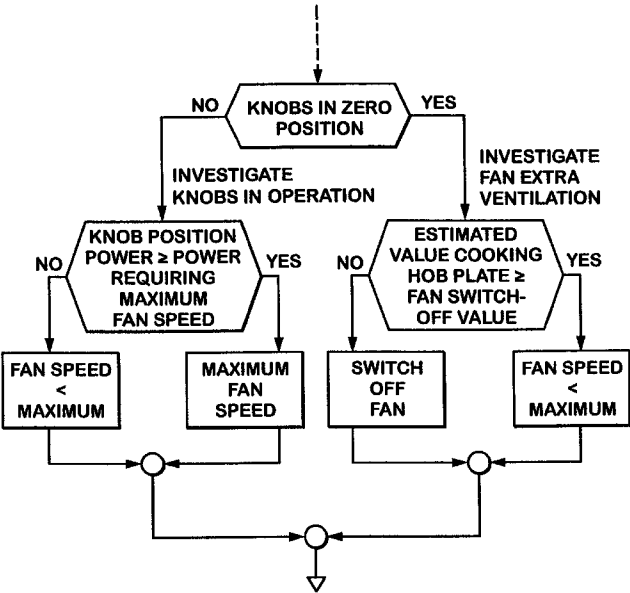 NO
KNOBS IN ZERO
POSITION
YES
INVESTIGATE
KNOBS IN OPERATION
INVESTIGATE
FAN EXTRA
VENTILATION
NO
KNOB POSITION
POWER ≥ POWER
REQUIRING
MAXIMUM
FAN SPEED
YES
NO
ESTIMATED
VALUE COOKING
HOB PLATE ≥
FAN SWITCH-
OFF VALUE
YES
FAN SPEED
<
MAXIMUM
MAXIMUM
FAN
SPEED
SWITCH
OFF
FAN
FAN SPEED
<
MAXIMUM